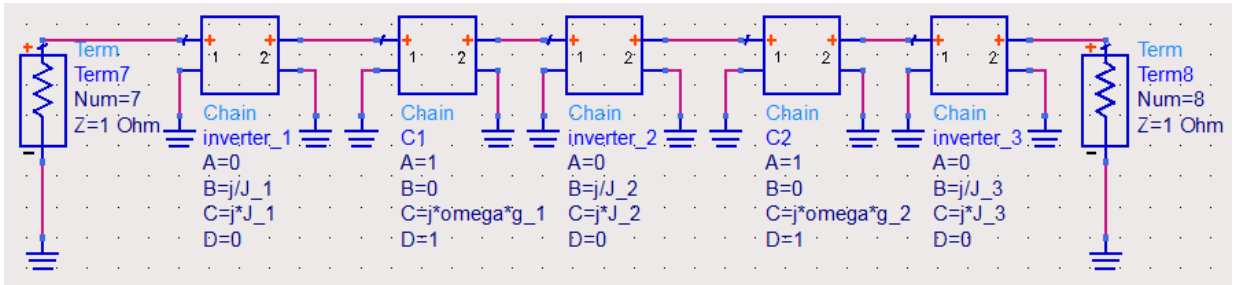 +
Term
Term7
Num=7
Z=1 Ohm
-
+ +
1 2
Chain
inverter_1
A=0
B=j/J_1
C=j*J_1
D=0
+ +
1 2
Chain
C1
A=1
B=0
C=j*omega*g_1
D=1
+ +
1 2
Chain
inverter_2
A=0
B=j/J_2
C=j*J_2
D=0
+ +
1 2
Chain
C2
A=1
B=0
C=j*omega*g_2
D=1
+ +
1 2
Chain
inverter_3
A=0
B=j/J_3
C=j*J_3
D=0
+
Term
Term8
Num=8
Z=1 Ohm
-